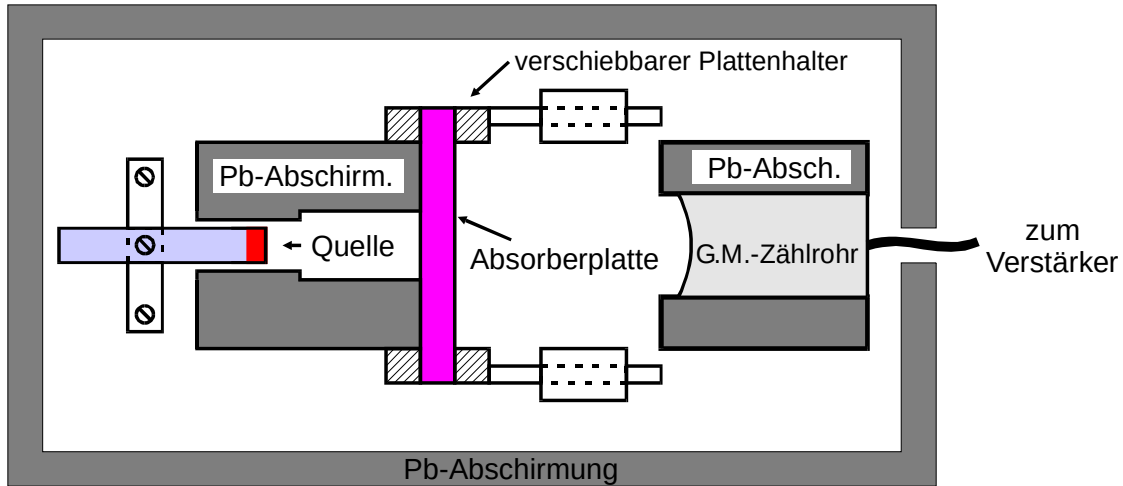 verschiebbarer Plattenhalter
Pb-Abschirm.
Pb-Absch.
Quelle
Absorberplatte
G.M.-Zählrohr
zum
Verstärker
Pb-Abschirmung